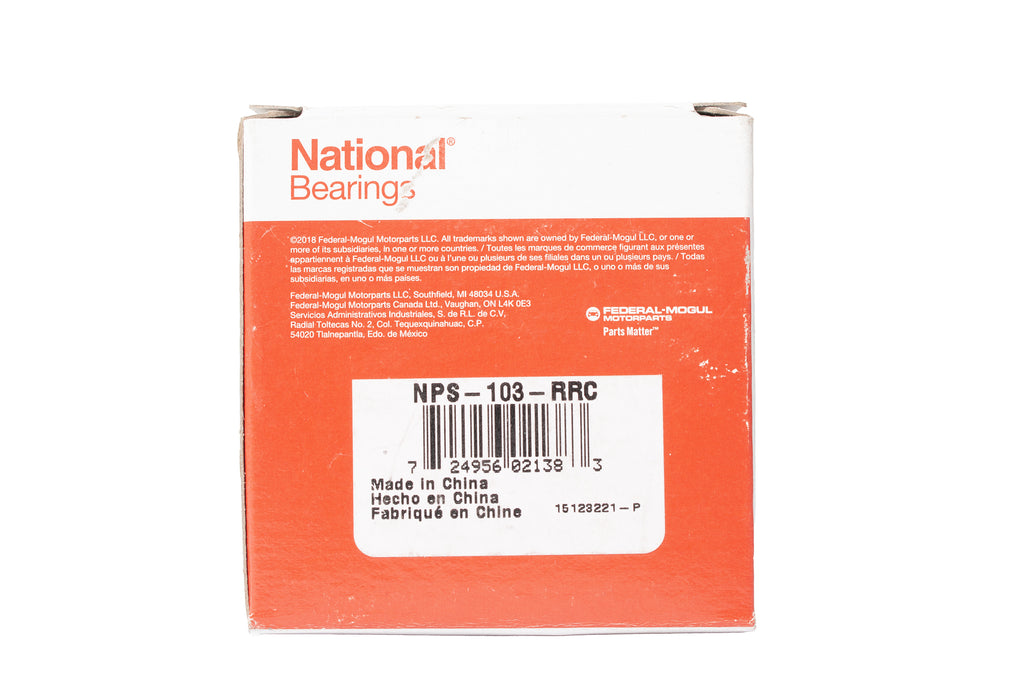 National®
Bearings
©2018 Federal-Mogul Motorparts LLC. All trademarks shown are owned by Federal-Mogul LLC, or one or
more of its subsidiaries, in one or more countries. / Toutes les marques de commerce figurant aux présentes
appartiennent à Federal-Mogul LLC ou à l'une ou plusieurs de ses filiales dans un ou plusieurs pays. / Todas
las marcas registradas que se muestran son propiedad de Federal-Mogul LLC, o uno o más de sus
subsidiarias, en uno o más países.
Federal-Mogul Motorparts LLC, Southfield, MI 48034 U.S.A.
Federal-Mogul Motorparts Canada Ltd., Vaughan, ON L4K 0E3
Servicios Administrativos Industriales, S. de R.L. de C.V,
Radial Toltecas No. 2, Col. Tequexquinahuac, C.P.
54020 Tlalnepantla, Edo. de México
FEDERAL-MOGUL
MOTORPARTS
Parts Matter™
NPS-103-RRC
7 24956 02138 3
Made in China
Hecho en China
Fabriqué en Chine
15123221-P